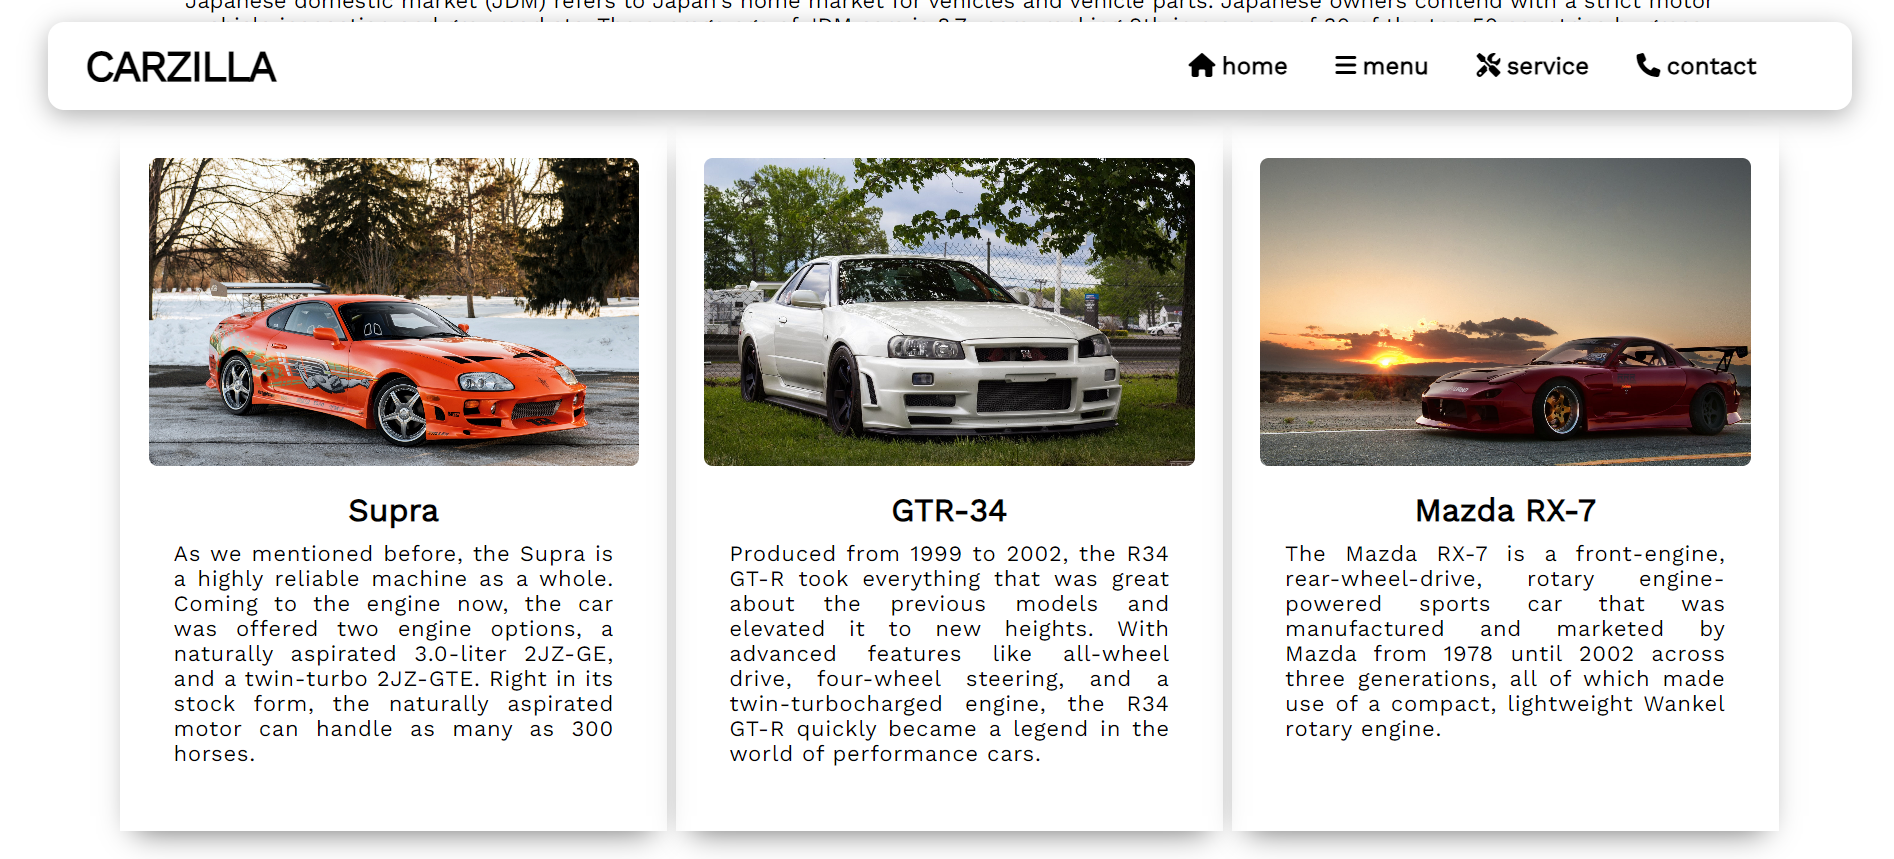 Japanese domestic market (JDM) refers to Japan's home market for vehicles and vehicle parts. Japanese owners contend with a strict motor
CARZILLA
home menu service contact
Supra
As we mentioned before, the Supra is
a highly reliable machine as a whole.
Coming to the engine now, the car
was offered two engine options, a
naturally aspirated 3.0-liter 2JZ-GE,
and a twin-turbo 2JZ-GTE. Right in its
stock form, the naturally aspirated
motor can handle as many as 300
horses.
GTR-34
Produced from 1999 to 2002, the R34
GT-R took everything that was great
about the previous models and
elevated it to new heights. With
advanced features like all-wheel
drive, four-wheel steering, and a
twin-turbocharged engine, the R34
GT-R quickly became a legend in the
world of performance cars.
Mazda RX-7
The Mazda RX-7 is a front-engine,
rear-wheel-drive, rotary engine-
powered sports car that was
manufactured and marketed by
Mazda from 1978 until 2002 across
three generations, all of which made
use of a compact, lightweight Wankel
rotary engine.